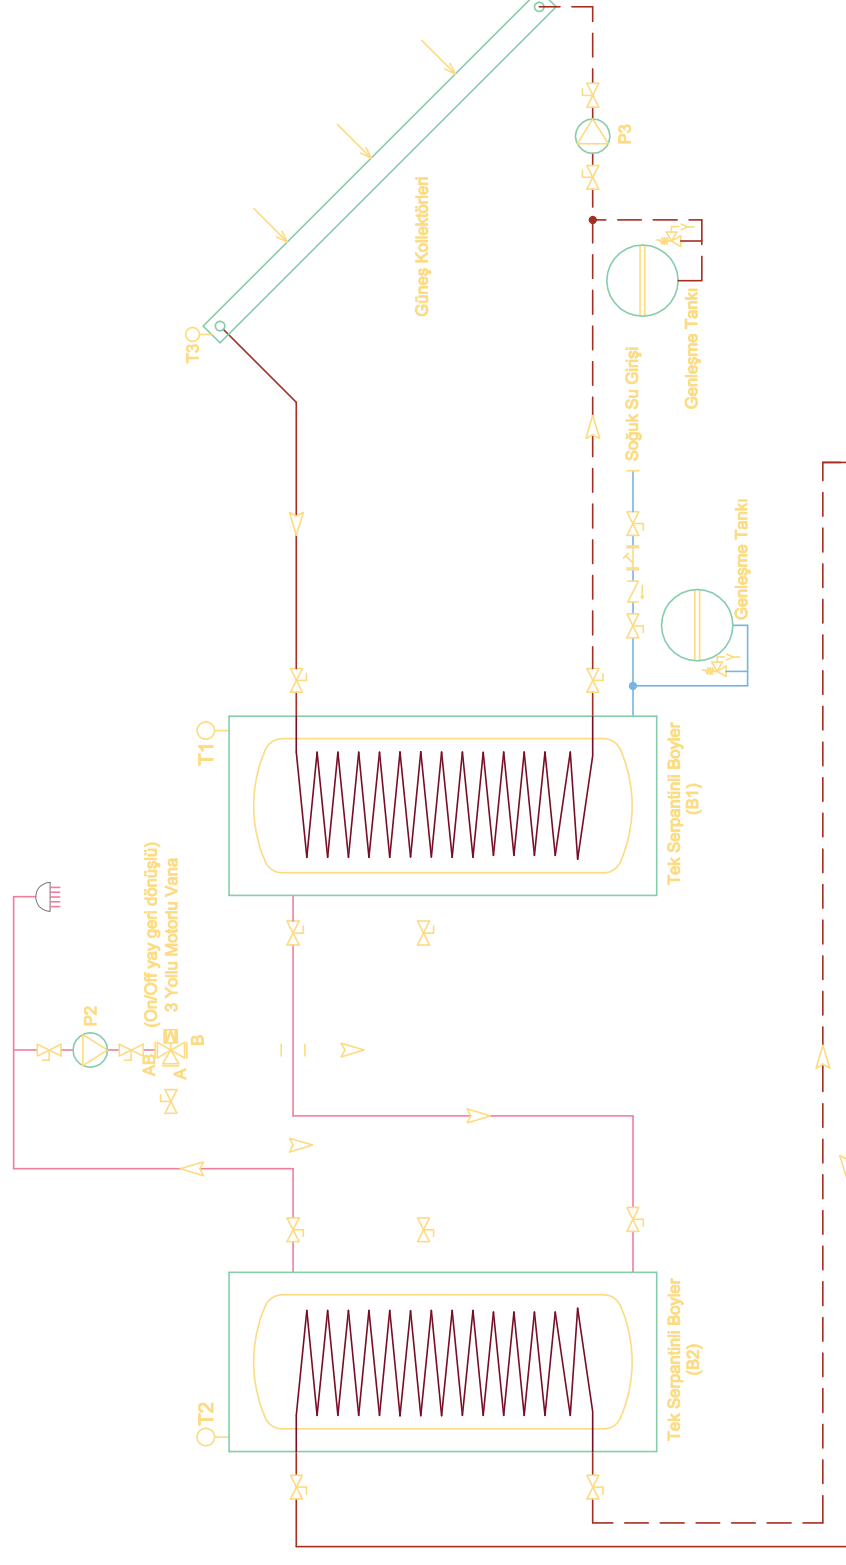 P2
AB
(On/Off yay geri dönüşlü)
M
3 Yollu Motorlu Vana
A
B
T3
T2
T1
Güneş Kollektörleri
P3
Soğuk Su Girişi
Tek Serpantinli Boyler
(B2)
Tek Serpantinli Boyler
(B1)
Genleşme Tankı
Genleşme Tankı